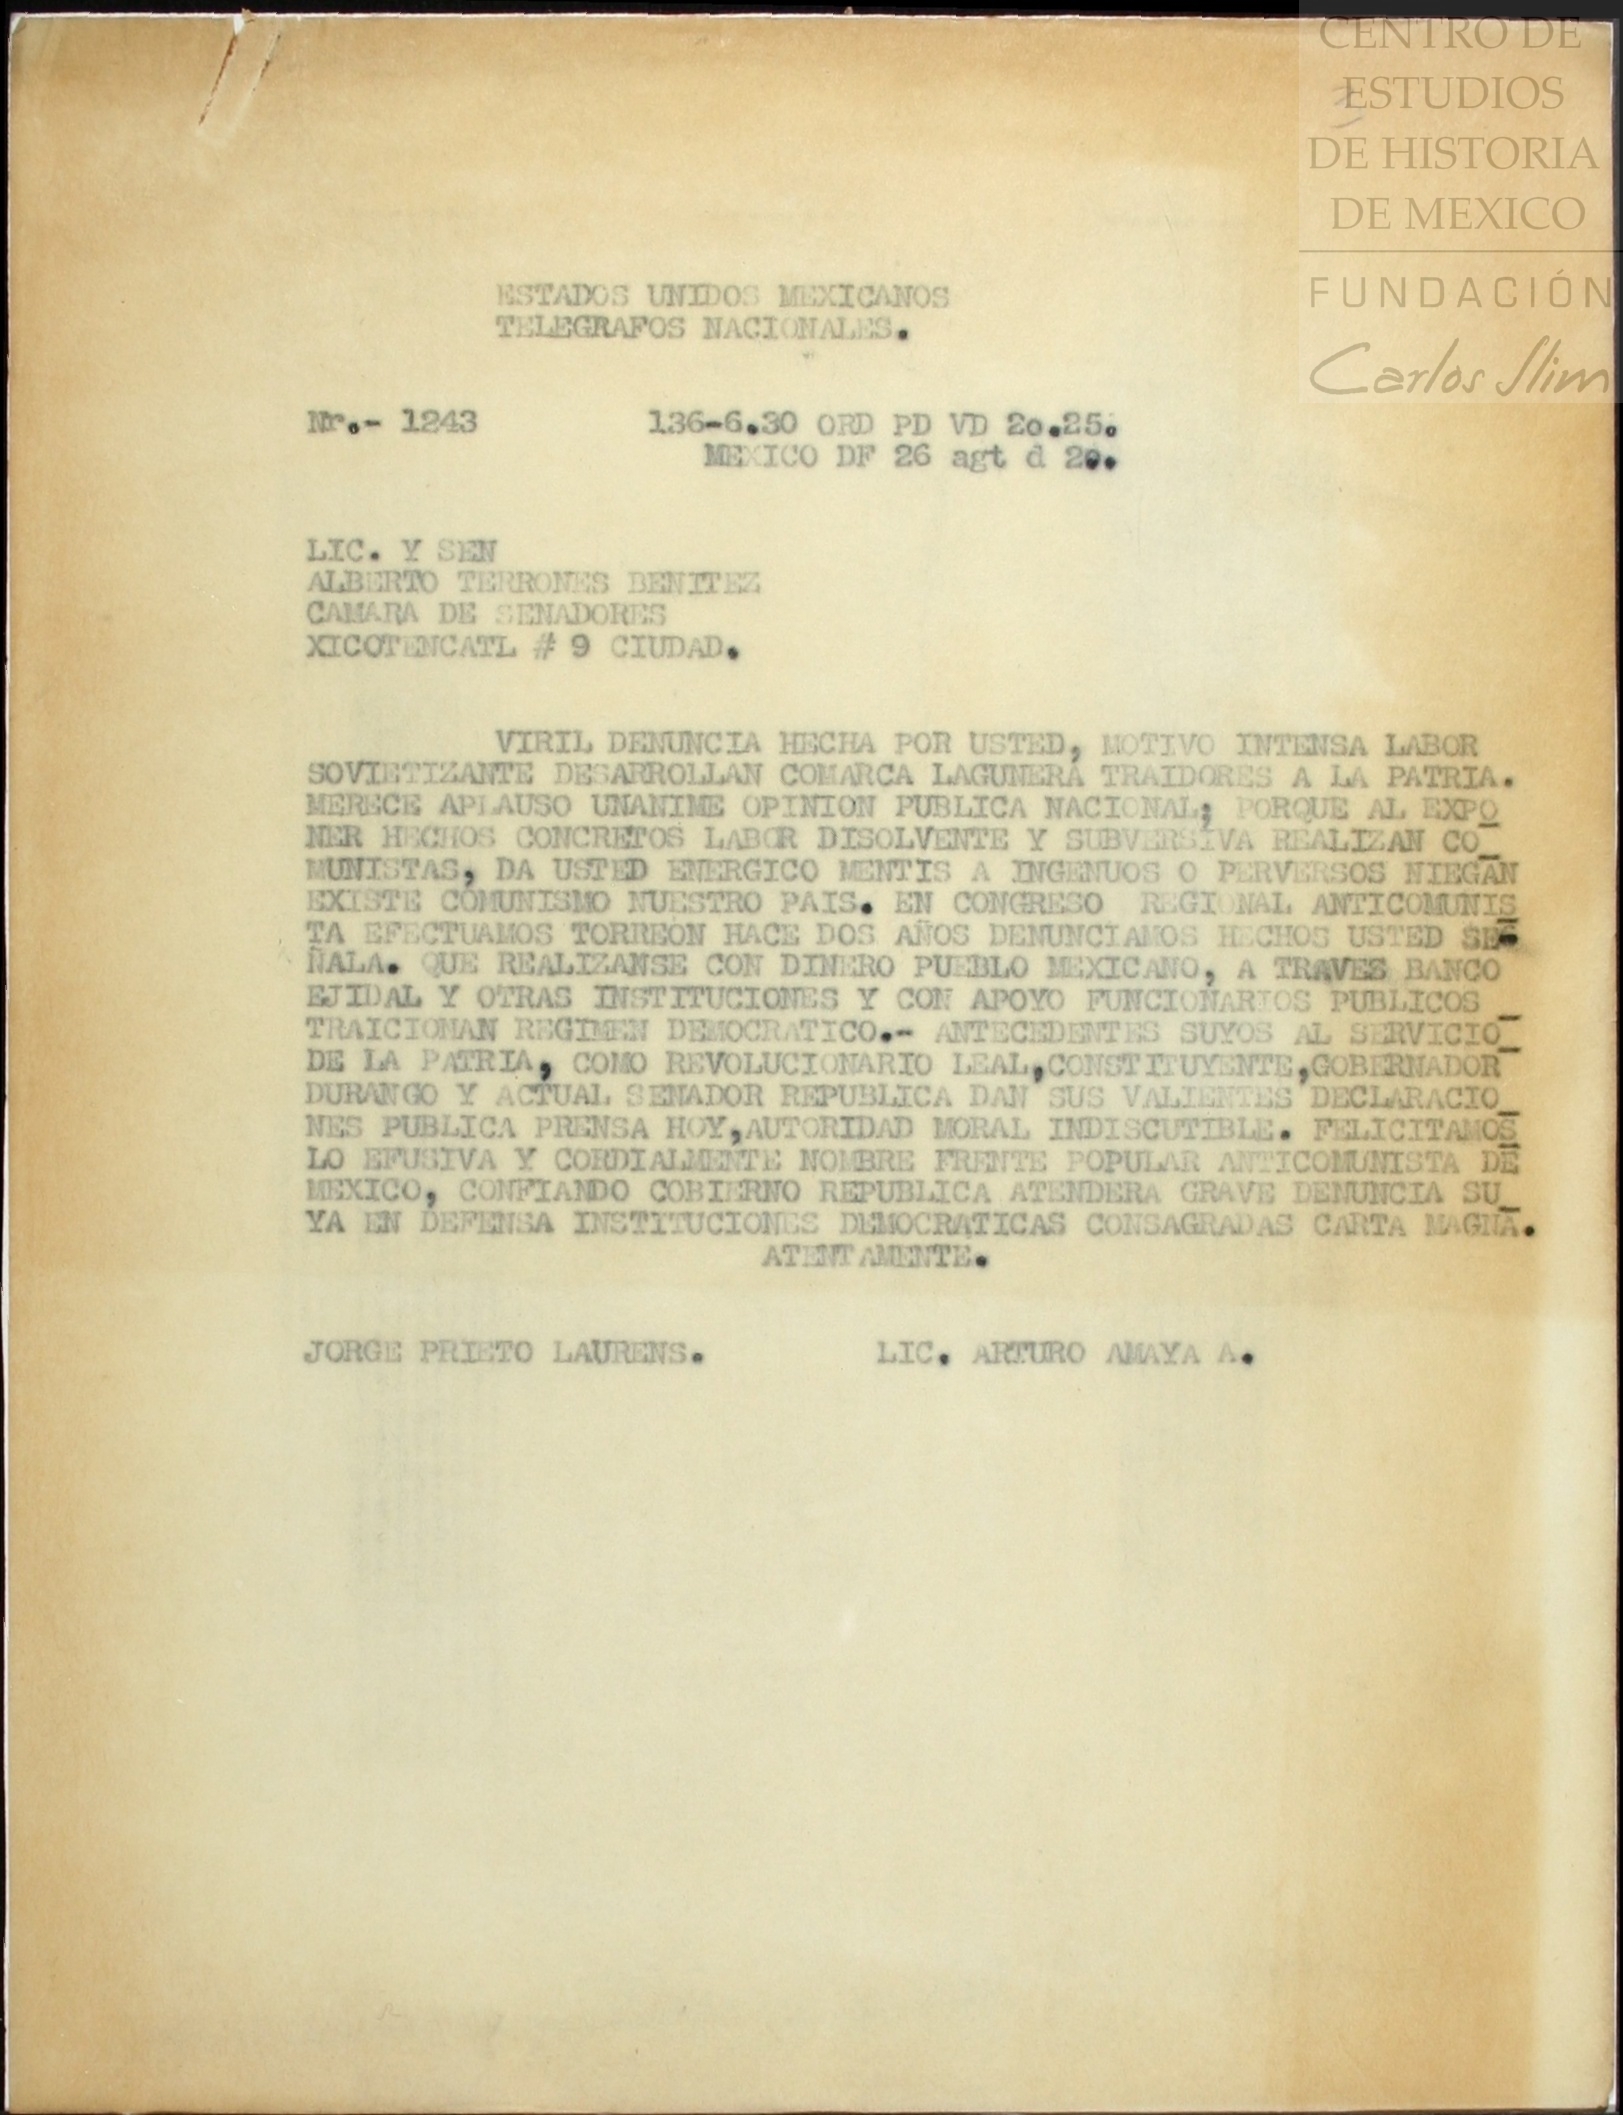 CENTRO DE
ESTUDIOS
DE HISTORIA
DE MEXICO
FUNDACIÓN
Carlos Slim
ESTADOS UNIDOS MEXICANOS
TELEGRAFOS NACIONALES.
Nr.- 1243 136-6.30 ORD PD VD 2o.25.
MEXICO DF 26 agt d 20.
LIC. Y SEN
ALBERTO TERRONES BENITEZ
CAMARA DE SENADORES
XICOTENCATL # 9 CIUDAD.
VIRIL DENUNCIA HECHA POR USTED, MOTIVO INTENSA LABOR
SOVIETIZANTE DESARROLLAN COMARCA LAGUNERA TRAIDORES A LA PATRIA.
MERECE APLAUSO UNANIME OPINION PUBLICA NACIONAL; PORQUE AL EXPO_
NER HECHOS CONCRETOS LABOR DISOLVENTE Y SUBVERSIVA REALIZAN CO_
MUNISTAS, DA USTED ENERGICO MENTIS A INGENUOS O PERVERSOS NIEGAN
EXISTE COMUNISMO NUESTRO PAIS. EN CONGRESO REGIONAL ANTICOMUNIS_
TA EFECTUAMOS TORREON HACE DOS AÑOS DENUNCIAMOS HECHOS USTED SE-
ÑALA. QUE REALIZANSE CON DINERO PUEBLO MEXICANO, A TRAVES BANCO
EJIDAL Y OTRAS INSTITUCIONES Y CON APOYO FUNCIONARIOS PUBLICOS _
TRAICIONAN REGIMEN DEMOCRATICO.- ANTECEDENTES SUYOS AL SERVICIO_
DE LA PATRIA, COMO REVOLUCIONARIO LEAL,CONSTITUYENTE,GOBERNADOR
DURANGO Y ACTUAL SENADOR REPUBLICA DAN SUS VALIENTES DECLARACIO_
NES PUBLICA PRENSA HOY,AUTORIDAD MORAL INDISCUTIBLE. FELICITAMOS_
LO EFUSIVA Y CORDIALMENTE NOMBRE FRENTE POPULAR ANTICOMUNISTA DE
MEXICO, CONFIANDO COBIERNO REPUBLICA ATENDERA GRAVE DENUNCIA SU_
YA EN DEFENSA INSTITUCIONES DEMOCRATICAS CONSAGRADAS CARTA MAGNA.
ATENTAMENTE.
JORGE PRIETO LAURENS. LIC. ARTURO AMAYA A.